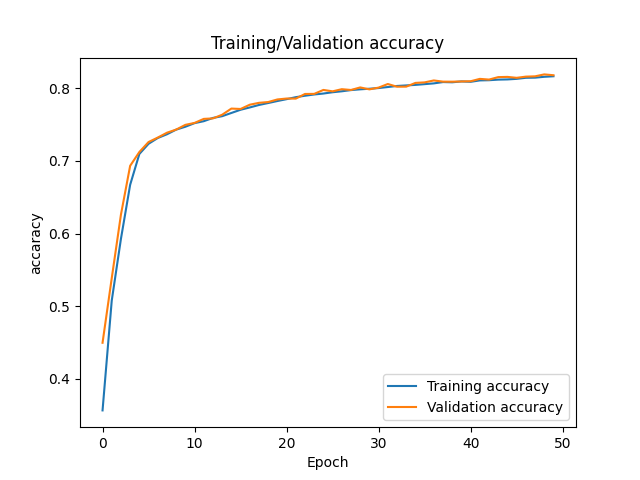 Training/Validation accuracy
accaracy
0.8
0.7
0.6
0.5
0.4
Training accuracy
Validation accuracy
0 10 20 30 40 50
Epoch